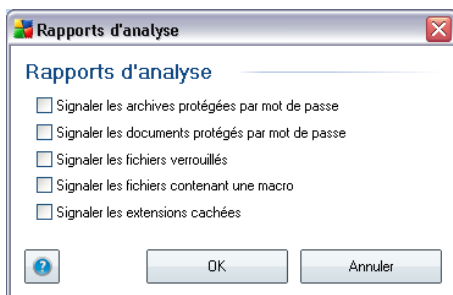 Rapports d'analyse
Rapports d'analyse
Signaler les archives protégées par mot de passe
Signaler les documents protégés par mot de passe
Signaler les fichiers verrouillés
Signaler les fichiers contenant une macro
Signaler les extensions cachées
? OK Annuler